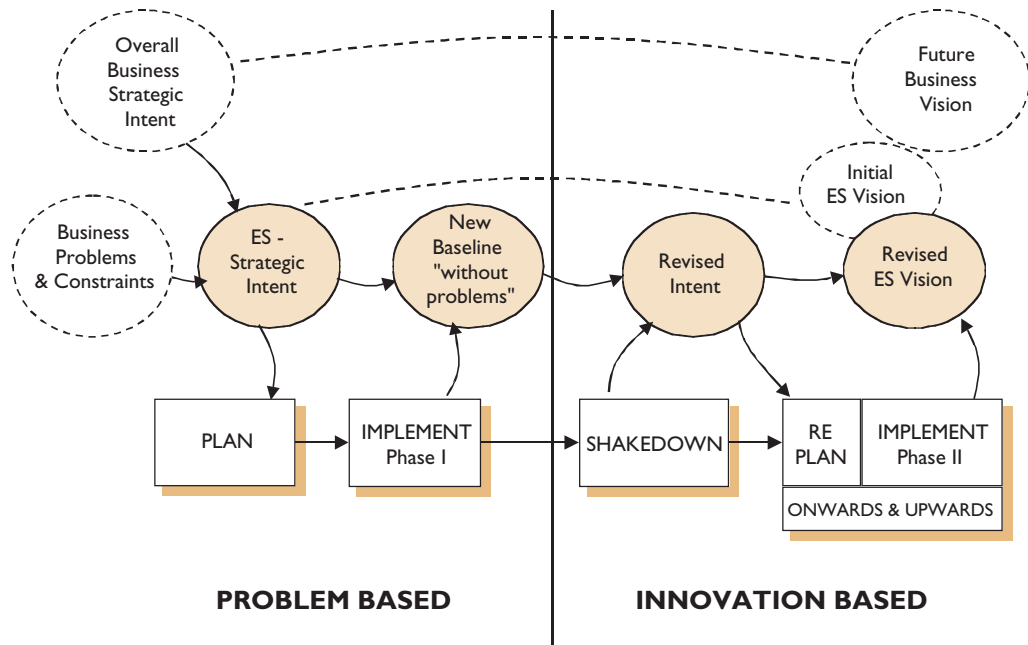 Overall
Business
Strategic
Intent
Future
Business
Vision
Initial
ES Vision
Business
Problems
& Constraints
ES -
Strategic
Intent
New
Baseline
"without
problems"
Revised
Intent
Revised
ES Vision
PLAN
IMPLEMENT
Phase I
SHAKEDOWN
RE
PLAN
IMPLEMENT
Phase II
ONWARDS & UPWARDS
PROBLEM BASED
INNOVATION BASED